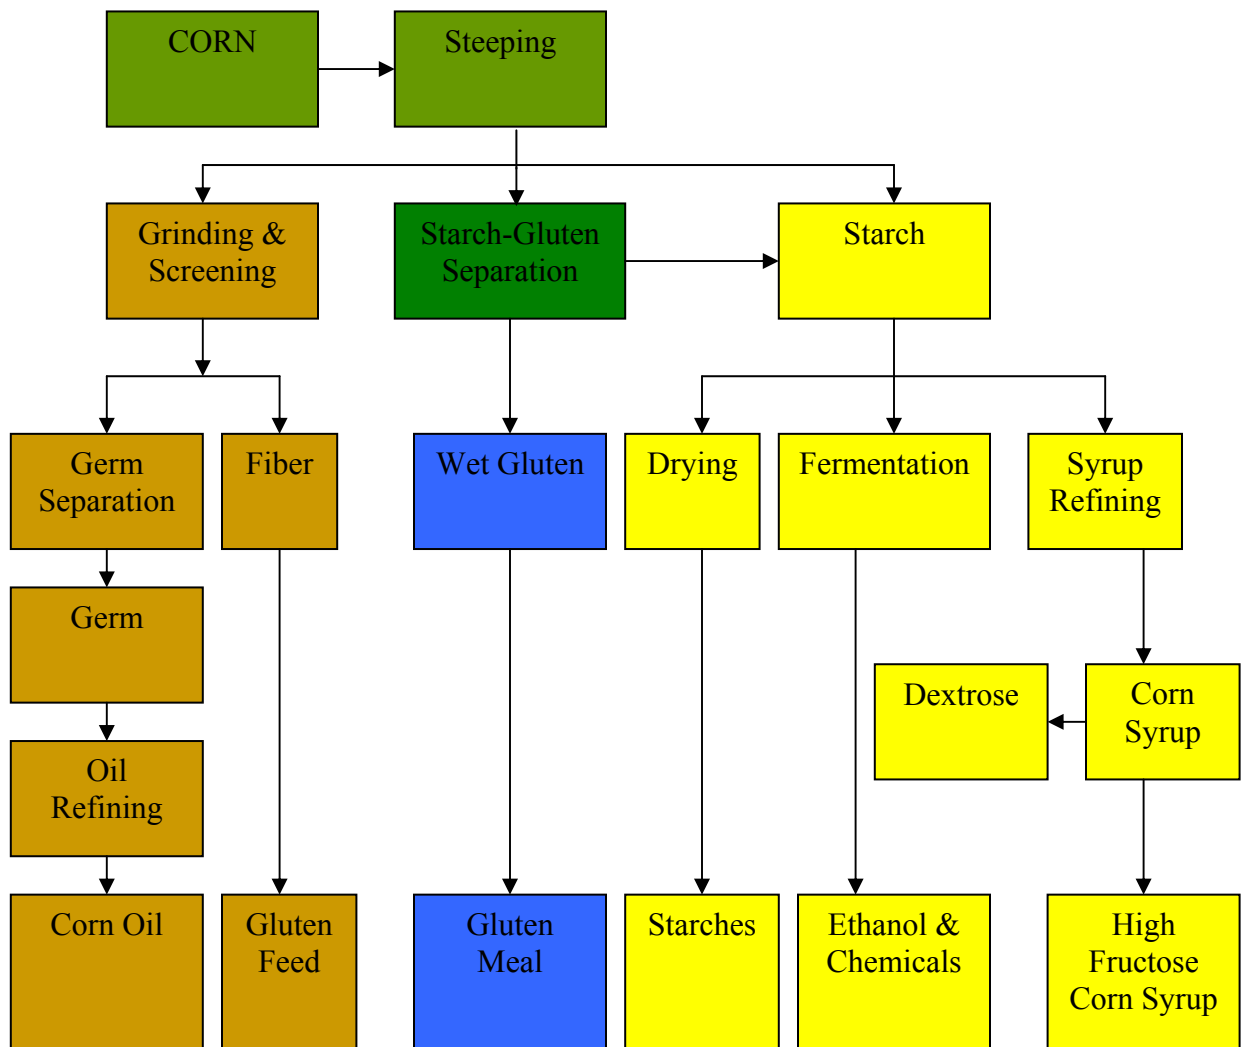 CORN
Steeping
Grinding &
Screening
Starch-Gluten
Separation
Starch
Germ
Separation
Fiber
Wet Gluten
Drying
Fermentation
Syrup
Refining
Germ
Dextrose
Corn
Syrup
Oil
Refining
Corn Oil
Gluten
Feed
Gluten
Meal
Starches
Ethanol &
Chemicals
High
Fructose
Corn Syrup